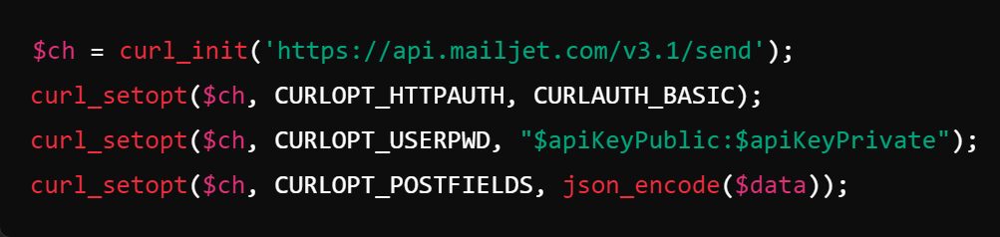 $ch = curl_init('https://api.mailjet.com/v3.1/send');
curl_setopt($ch, CURLOPT_HTTPAUTH, CURLAUTH_BASIC);
curl_setopt($ch, CURLOPT_USERPWD, "$apiKeyPublic:$apiKeyPrivate");
curl_setopt($ch, CURLOPT_POSTFIELDS, json_encode($data));